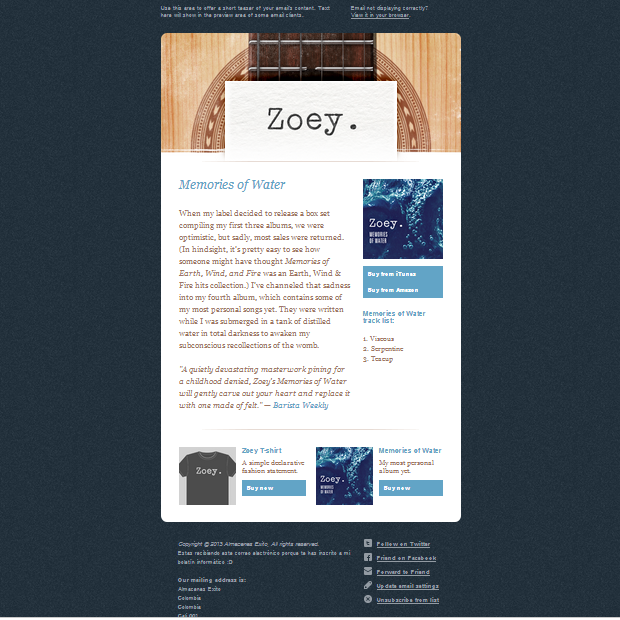 Use this area to offer a short teaser of your email's content. Text
here will show in the preview area of some email clients.
Email not displaying correctly?
View it in your browser.
Zoey.
Memories of Water
When my label decided to release a box set
compiling my first three albums, we were
optimistic, but sadly, most sales were returned.
(In hindsight, it's pretty easy to see how
someone might have thought Memories of
Earth, Wind, and Fire was an Earth, Wind &
Fire hits collection.) I've channeled that sadness
into my fourth album, which contains some of
my most personal songs yet. They were written
while I was submerged in a tank of distilled
water in total darkness to awaken my
subconscious recollections of the womb.
"A quietly devastating masterwork pining for
a childhood denied, Zoey's Memories of Water
will gently carve out your heart and replace it
with one made of felt." — Barista Weekly
Zoey.
MEMORIES
OF WATER
Buy from iTunes
Buy from Amazon
Memories of Water
track list:
1. Viscous
2. Serpentine
3. Teacup
Zoey.
Zoey T-shirt
A simple declarative
fashion statement.
Buy now
Zoey.
MEMORIES
OF WATER
Memories of Water
My most personal
album yet.
Buy now
Copyright © 2013 Almacenes Exito, All rights reserved.
Estas recibiendo este correo electrónico porque te has inscrito a mi
boletín informático :D
Our mailing address is:
Almacenes Exito
Colombia
Colombia
Cali 001
Follow on Twitter
Friend on Facebook
Forward to Friend
Update email settings
Unsubscribe from list